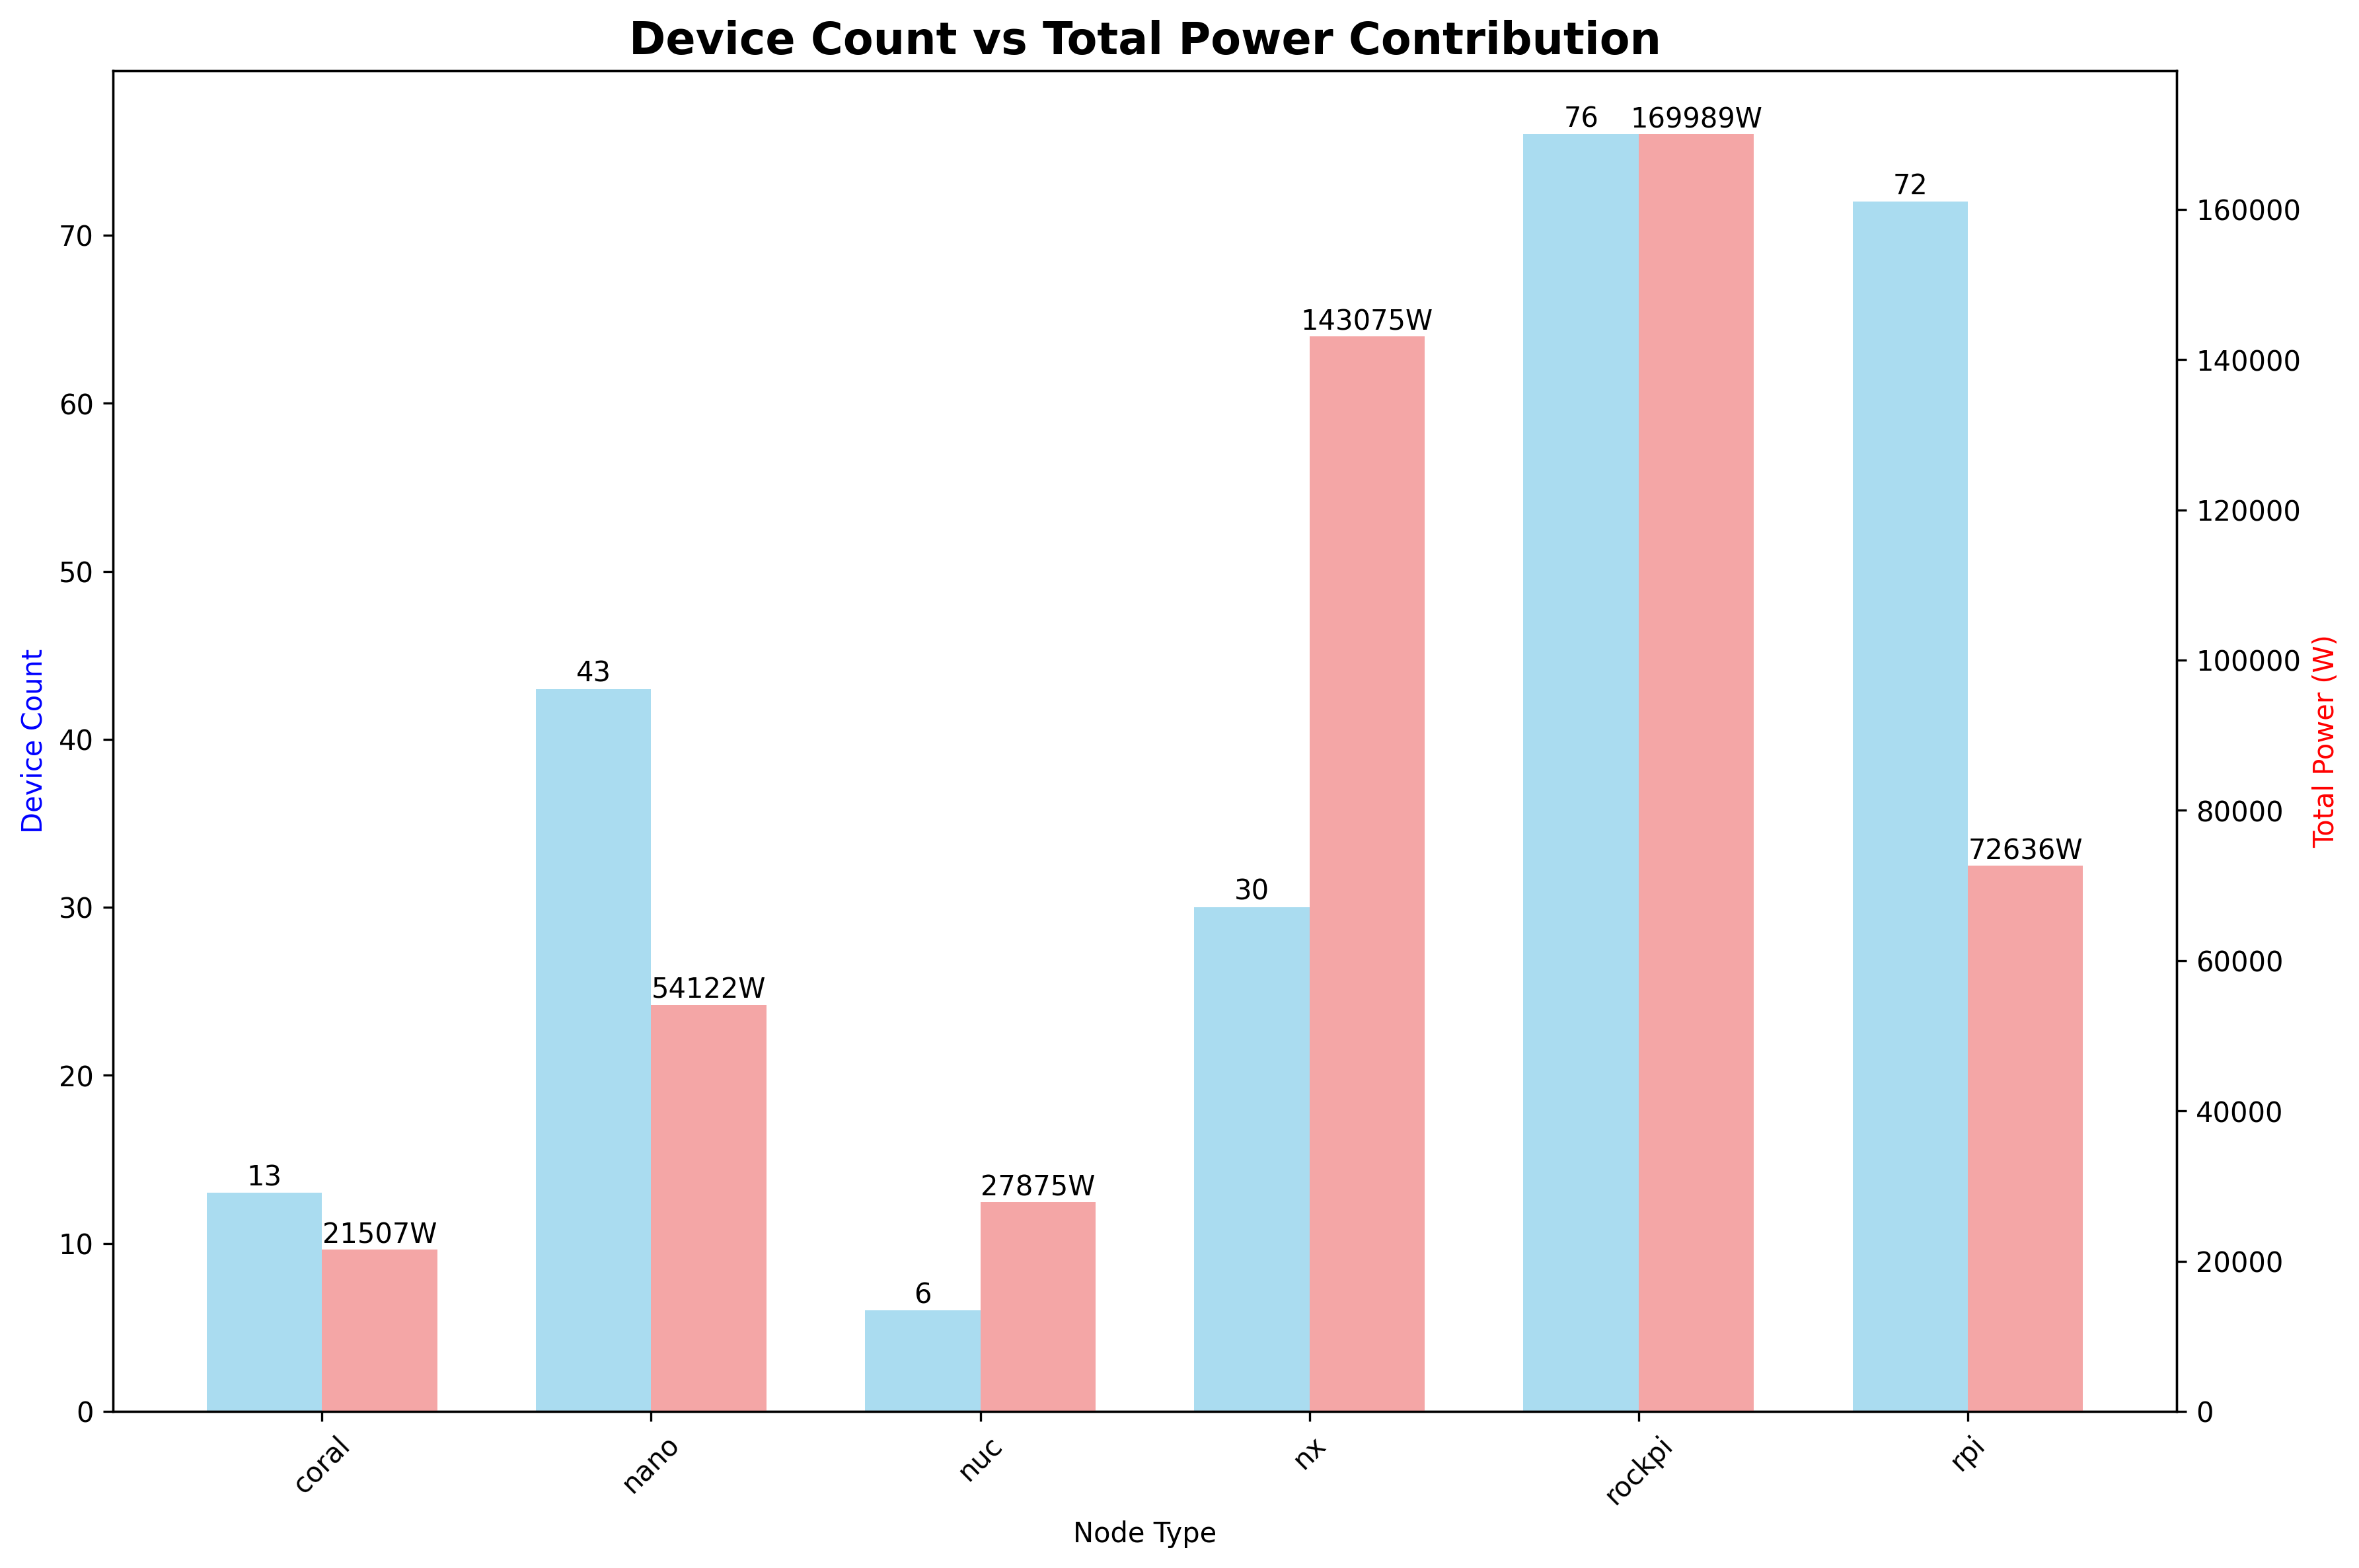 Device Count vs Total Power Contribution
Device Count
70
60
50
40
30
20
10
0
13
21507W
43
54122W
6
27875W
30
143075W
76
169989W
72
72636W
160000
140000
120000
100000
80000
60000
40000
20000
0
Total Power (W)
coral
nano
nuc
nx
rockpi
rpi
Node Type